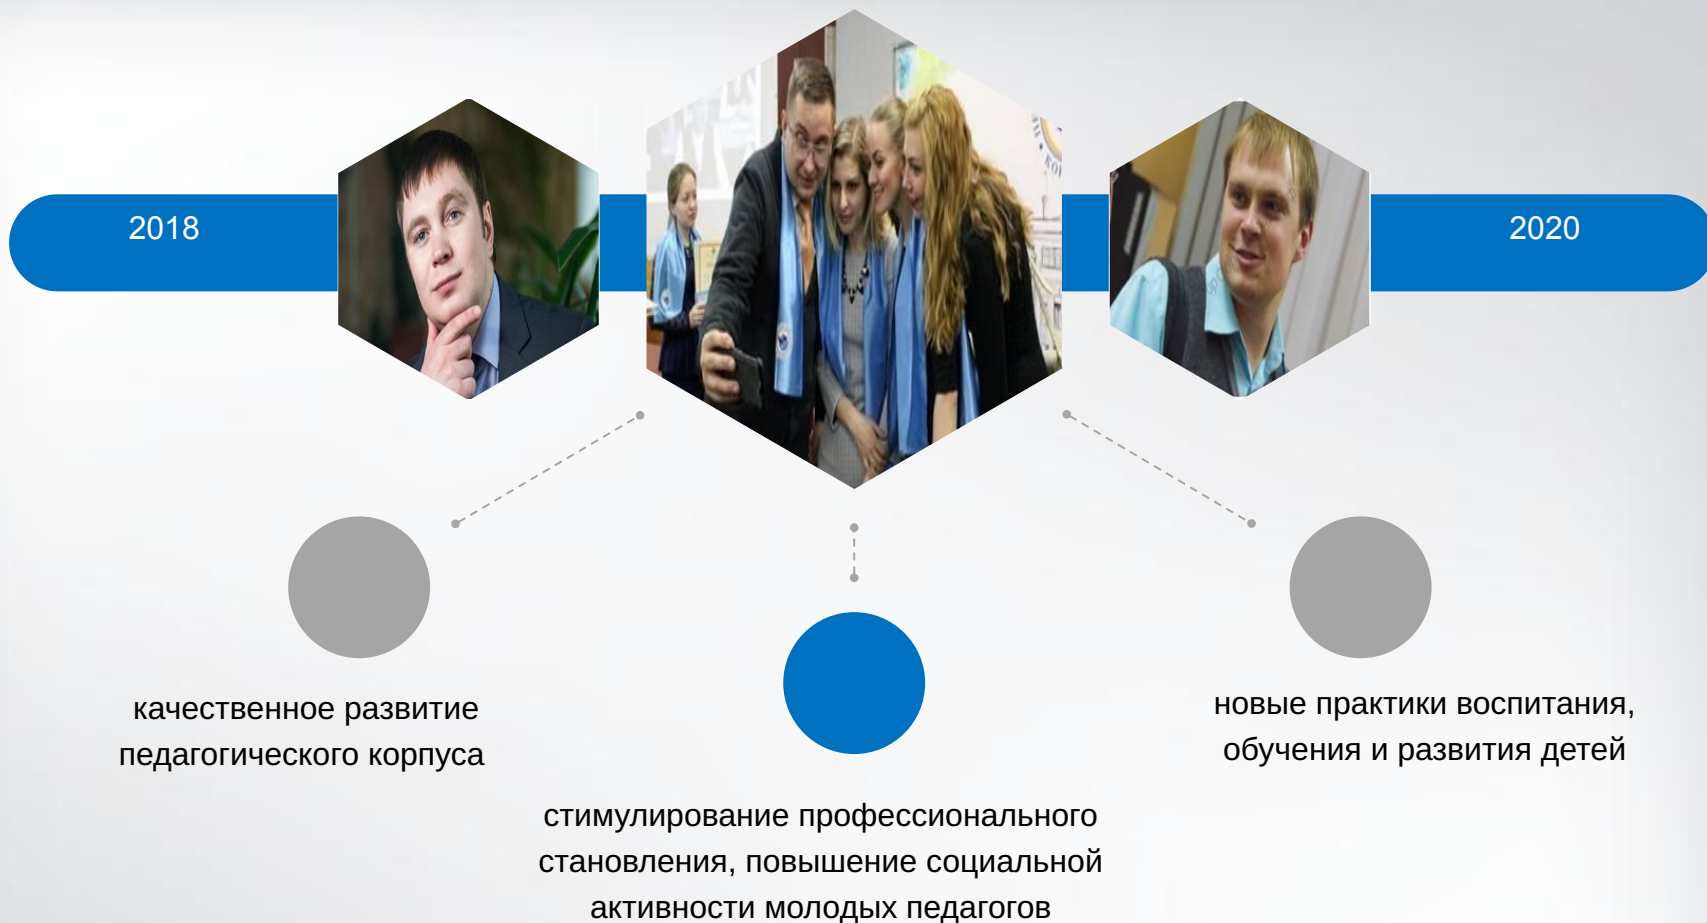 2018
2020
качественное развитие
педагогического корпуса
стимулирование профессионального
становления, повышение социальной
активности молодых педагогов
новые практики воспитания,
обучения и развития детей